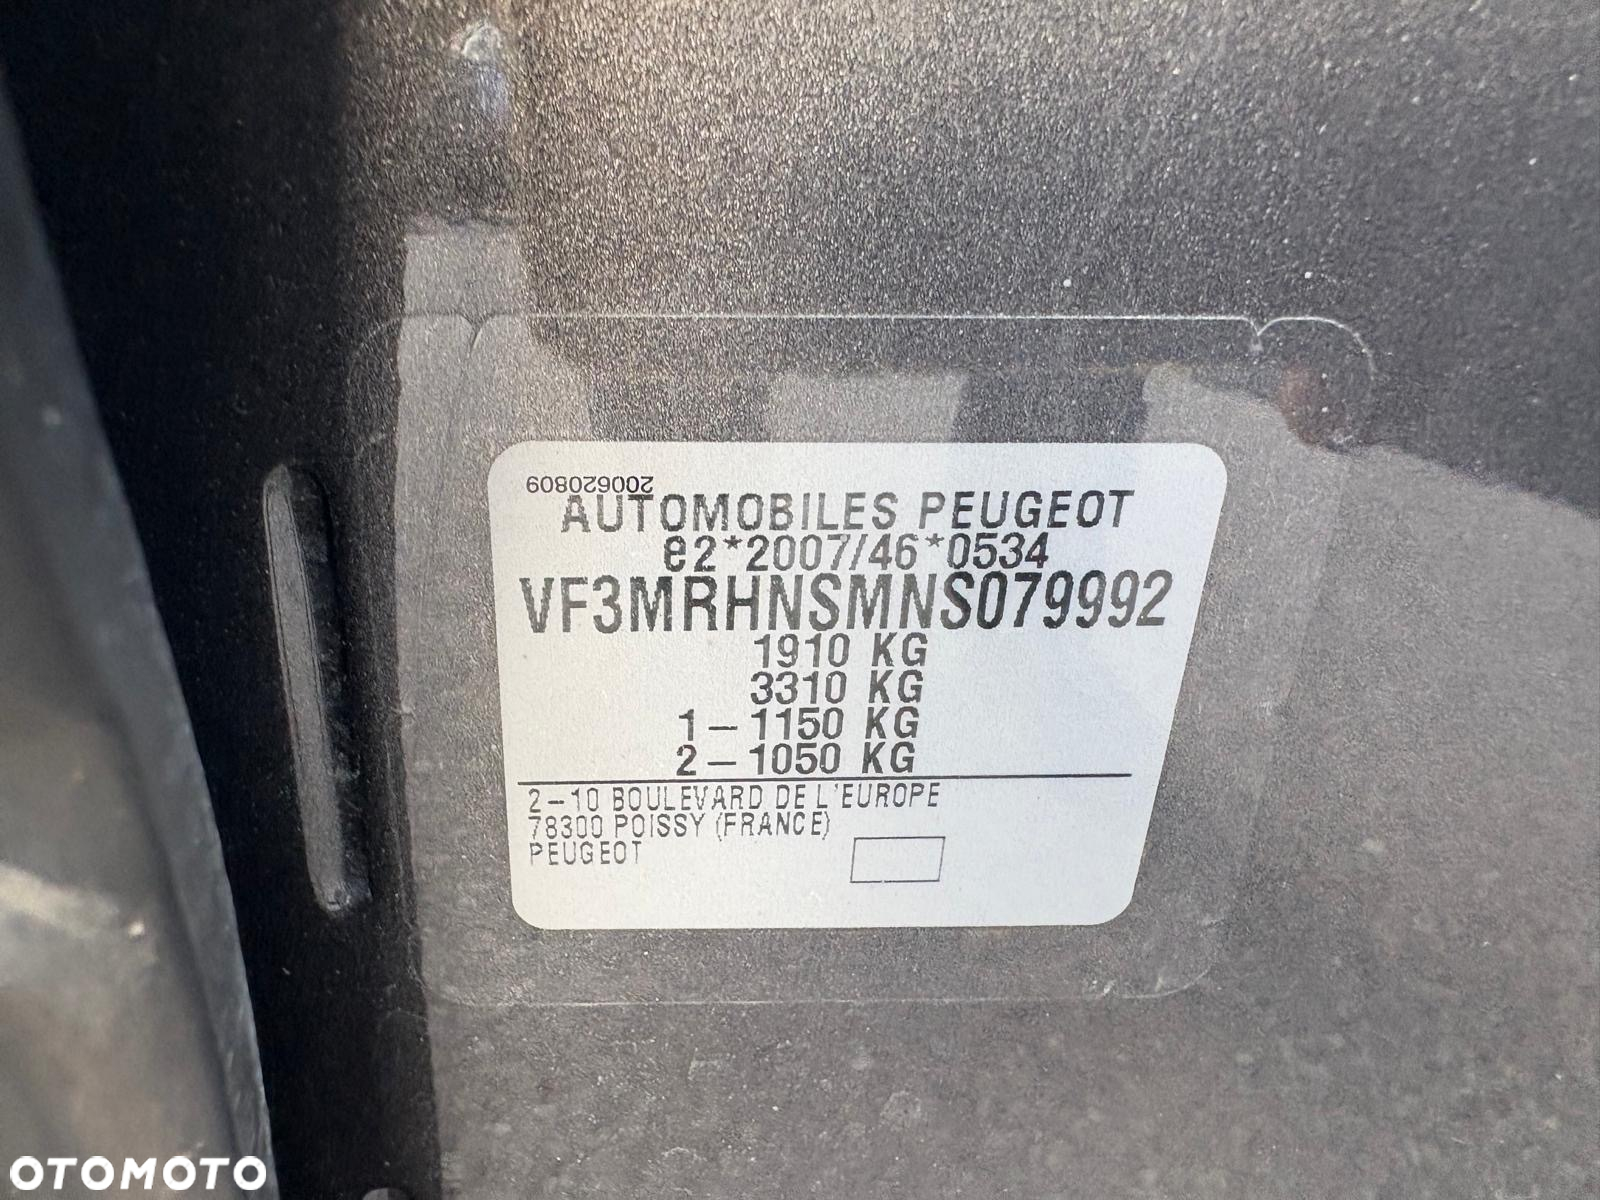 200620809
AUTOMOBILES PEUGEOT
e2*2007/46*0534
VF3MRHNSMNS079992
1910 KG
3310 KG
1-1150 KG
2-1050 KG
2-10 BOULEVARD DE L'EUROPE
78300 POISSY (FRANCE)
PEUGEOT
OTOMOTO